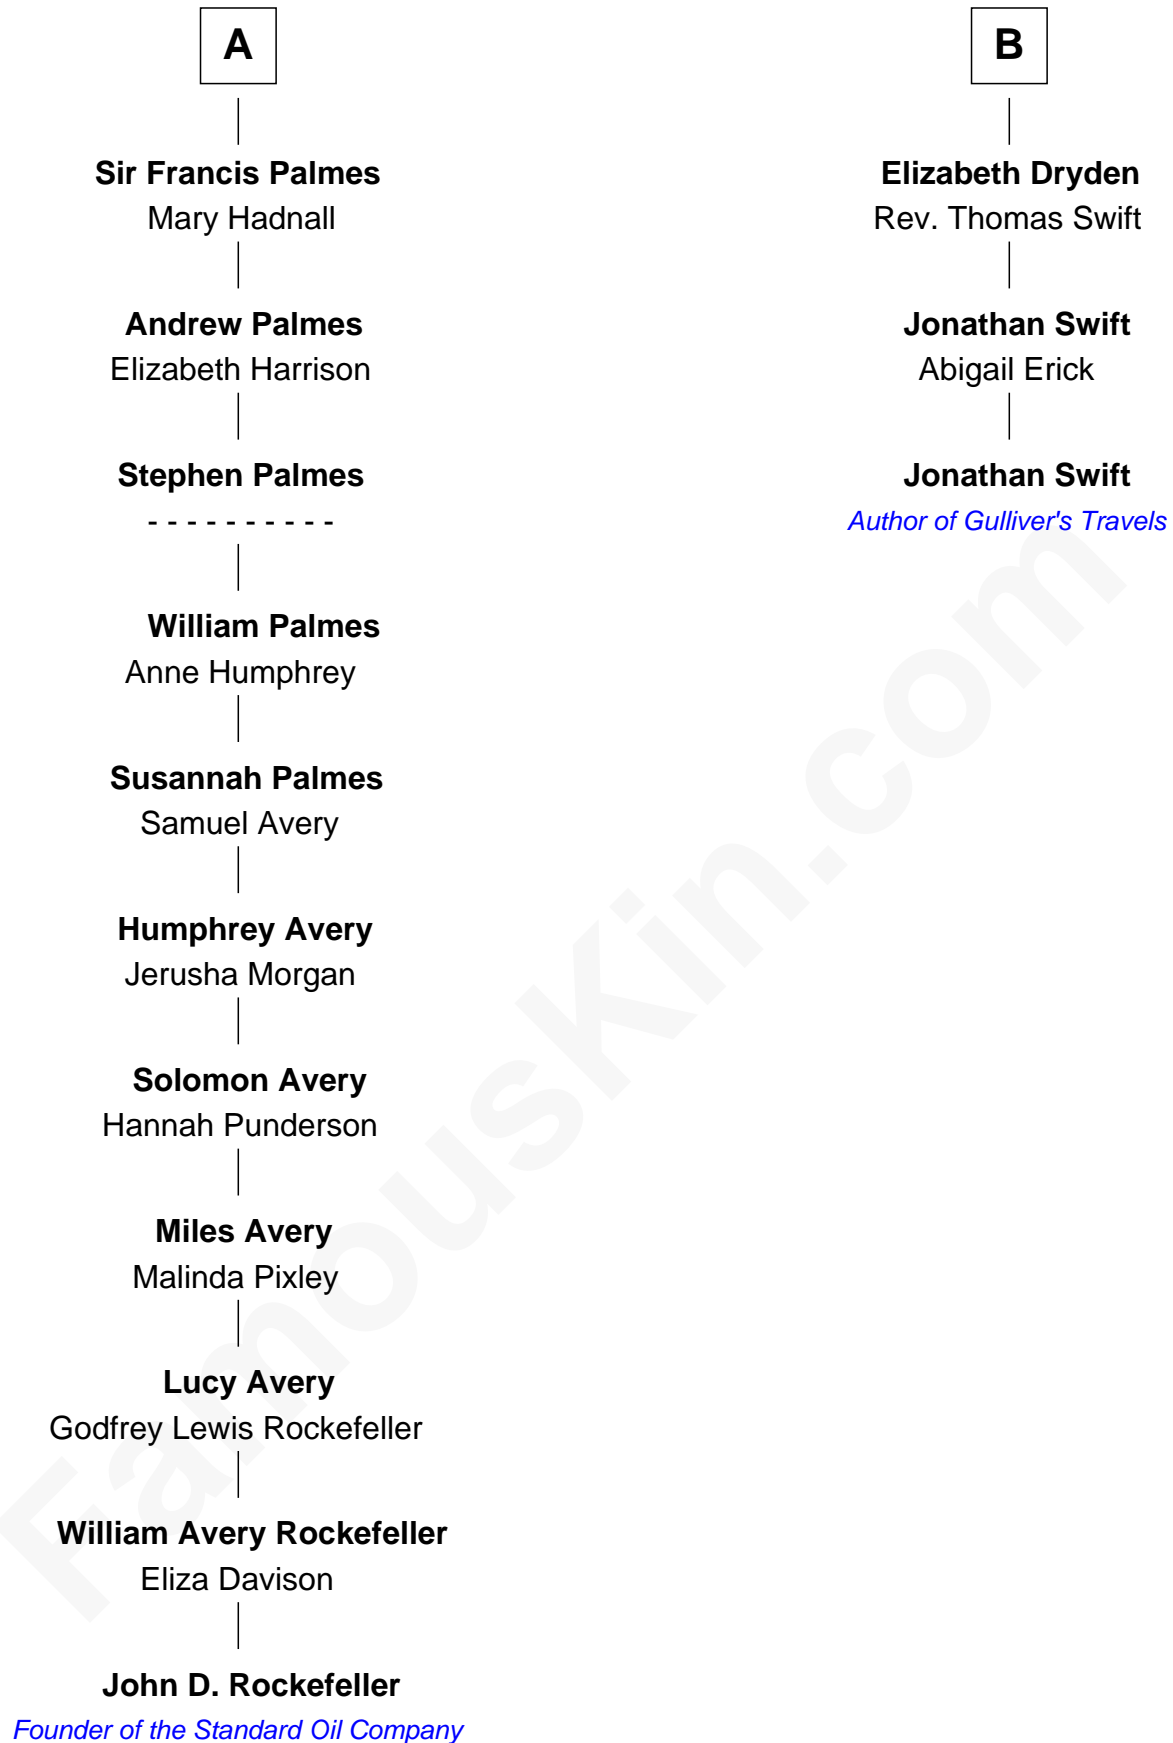 A
Sir Francis Palmes
Mary Hadnall
Andrew Palmes
Elizabeth Harrison
Stephen Palmes
- - - - - - - - - -
William Palmes
Anne Humphrey
Susannah Palmes
Samuel Avery
Humphrey Avery
Jerusha Morgan
Solomon Avery
Hannah Punderson
Miles Avery
Malinda Pixley
Lucy Avery
Godfrey Lewis Rockefeller
William Avery Rockefeller
Eliza Davison
John D. Rockefeller
Founder of the Standard Oil Company
B
Elizabeth Dryden
Rev. Thomas Swift
Jonathan Swift
Abigail Erick
Jonathan Swift
Author of Gulliver's Travels
FamousKin.com